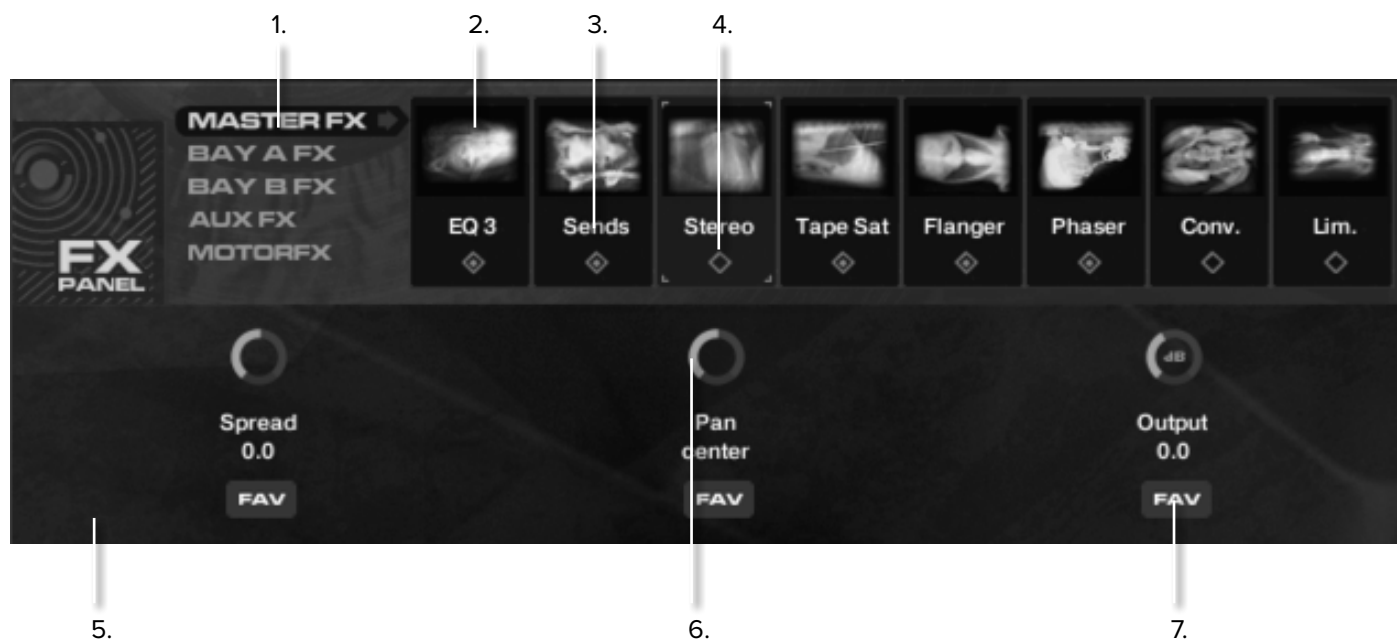 1. 2. 3. 4.
MASTER FX
BAY A FX
BAY B FX
AUX FX
MOTORFX
FX
PANEL
EQ 3 Sends Stereo Tape Sat Flanger Phaser Conv. Lim.
dB
Spread Pan Output
0.0 center 0.0
FAV FAV FAV
5. 6. 7.